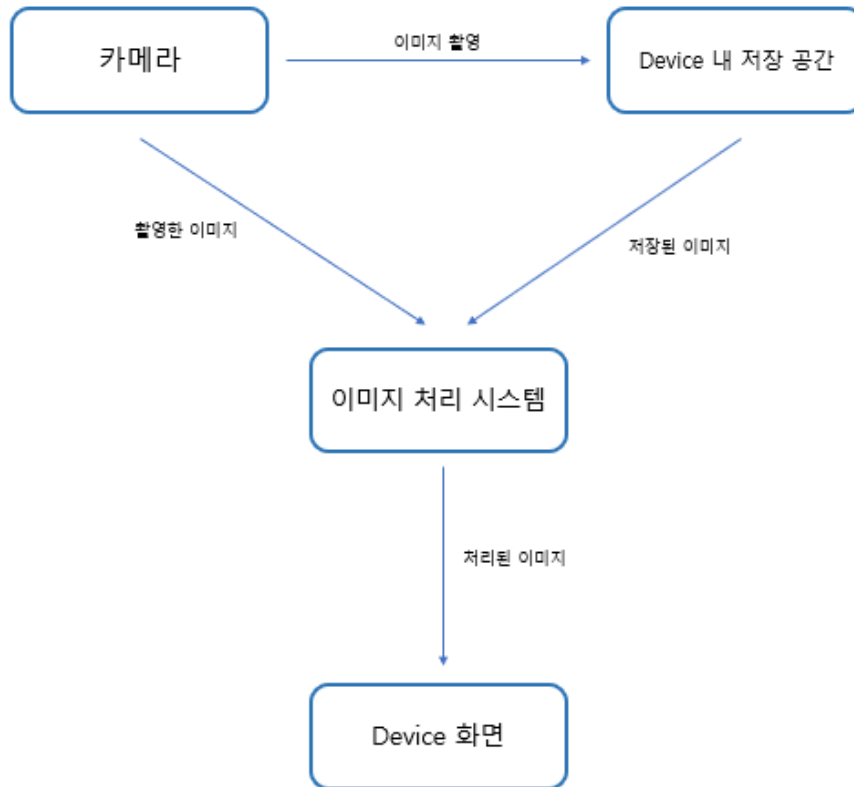 카메라
이미지 촬영
Device 내 저장 공간
촬영한 이미지
저장된 이미지
이미지 처리 시스템
처리된 이미지
Device 화면